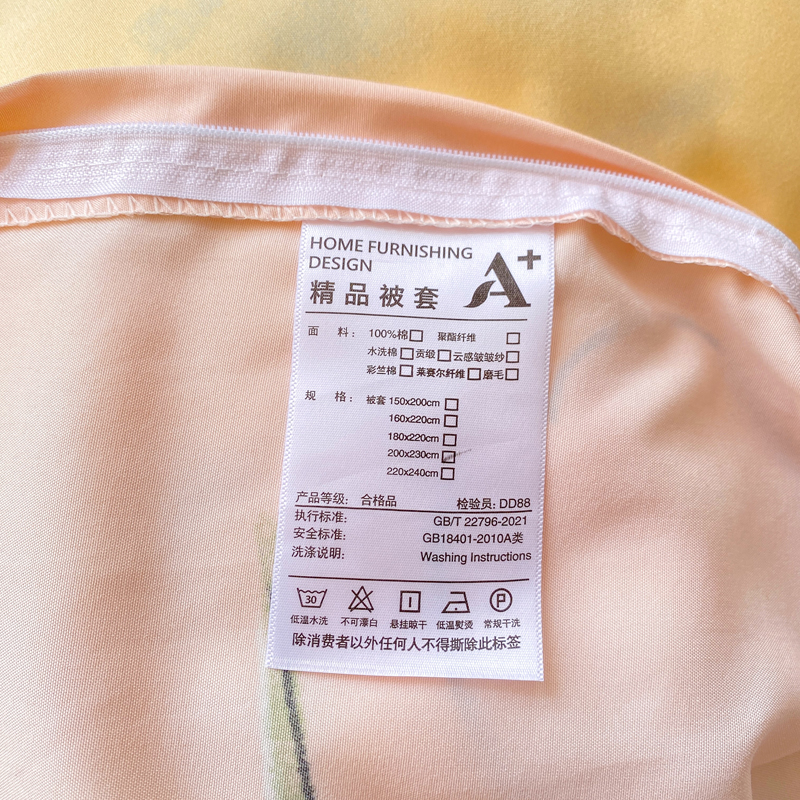 HOME FURNISHING
DESIGN
A+
精品被套
面 料: 100%棉□ 聚酯纤维 □
水洗棉 □ 贡缎□ 云感皱皱纱□
彩竺棉 □ 莱赛尔纤维 □ 磨毛□
规 格: 被套 150x200cm □
160x220cm □
180x220cm □
200x230cm ☑
220x240cm □
产品等级: 合格品 检验员: DD88
执行标准: GB/T 22796-2021
安全标准: GB18401-2010A类
洗涤说明: Washing Instructions
30 P
低温水洗 不可漂白 悬挂晾干 低温熨烫 常规干洗
除消费者以外任何人不得撕除此标签